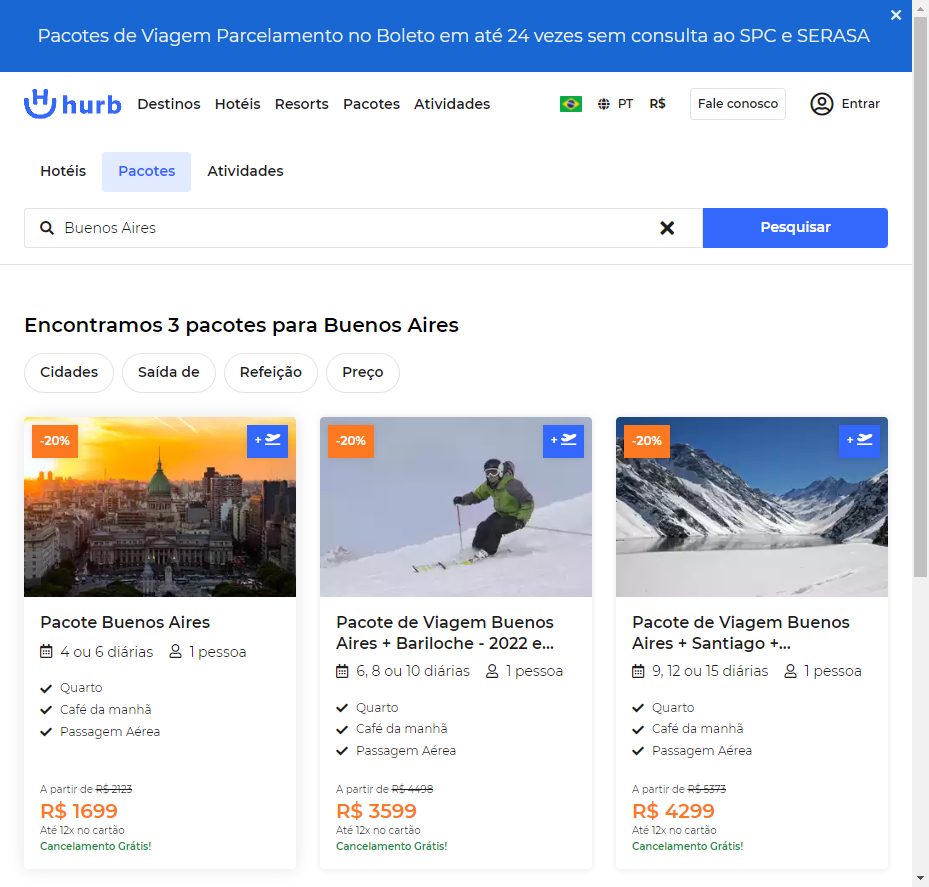 Pacotes de Viagem Parcelamento no Boleto em até 24 vezes sem consulta ao SPC e SERASA
hurb Destinos Hotéis Resorts Pacotes Atividades PT R$ Fale conosco Entrar
Hotéis Pacotes Atividades
Buenos Aires Pesquisar
Encontramos 3 pacotes para Buenos Aires
Cidades Saída de Refeição Preço
-20% +
Pacote Buenos Aires
4 ou 6 diárias 1 pessoa
Quarto
Café da manhã
Passagem Aérea
A partir de R$ 2123
R$ 1699
Até 12x no cartão
Cancelamento Grátis!
-20% +
Pacote de Viagem Buenos
Aires + Bariloche - 2022 e...
6, 8 ou 10 diárias 1 pessoa
Quarto
Café da manhã
Passagem Aérea
A partir de R$ 4498
R$ 3599
Até 12x no cartão
Cancelamento Grátis!
-20% +
Pacote de Viagem Buenos
Aires + Santiago +...
9, 12 ou 15 diárias 1 pessoa
Quarto
Café da manhã
Passagem Aérea
A partir de R$ 5373
R$ 4299
Até 12x no cartão
Cancelamento Grátis!